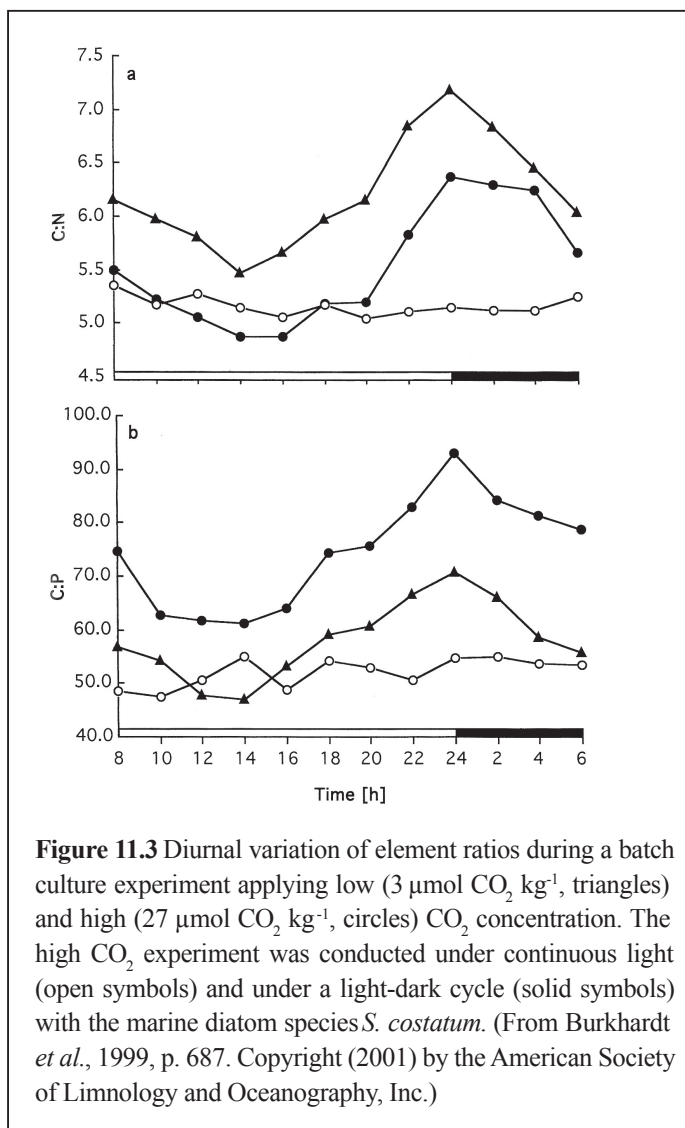 7.5
a
7.0
6.5
6.0
5.5
5.0
4.5
C:N
100.0
b
90.0
80.0
70.0
60.0
50.0
40.0
C:P
8 10 12 14 16 18 20 22 24 2 4 6
Time [h]
Figure 11.3 Diurnal variation of element ratios during a batch
culture experiment applying low (3 μmol CO₂ kg⁻¹, triangles)
and high (27 μmol CO₂ kg⁻¹, circles) CO₂ concentration. The
high CO₂ experiment was conducted under continuous light
(open symbols) and under a light-dark cycle (solid symbols)
with the marine diatom species S. costatum. (From Burkhardt
et al., 1999, p. 687. Copyright (2001) by the American Society
of Limnology and Oceanography, Inc.)